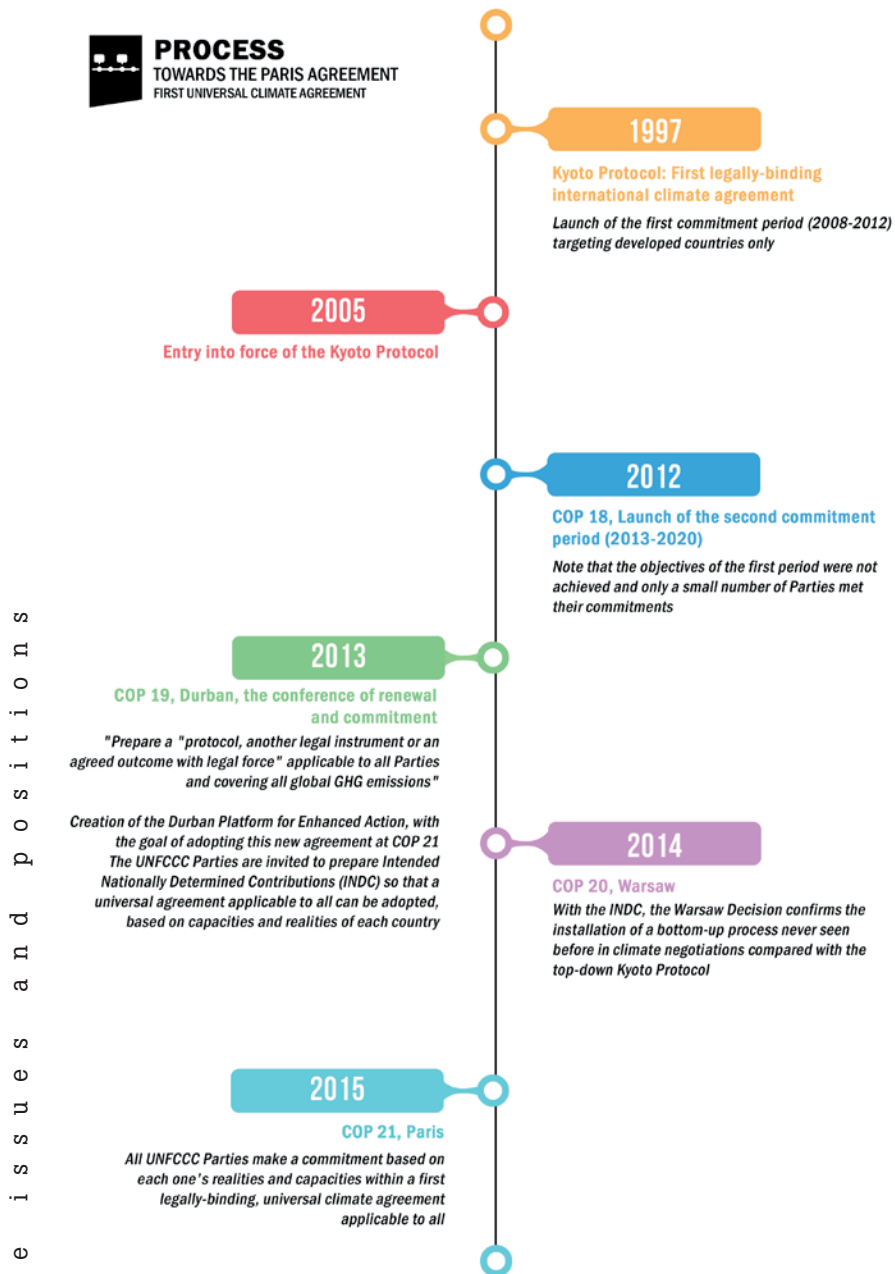 PROCESS
TOWARDS THE PARIS AGREEMENT
FIRST UNIVERSAL CLIMATE AGREEMENT
1997
Kyoto Protocol: First legally-binding
international climate agreement
Launch of the first commitment period (2008-2012)
targeting developed countries only
2005
Entry into force of the Kyoto Protocol
2012
COP 18, Launch of the second commitment
period (2013-2020)
Note that the objectives of the first period were not
achieved and only a small number of Parties met
their commitments
2013
COP 19, Durban, the conference of renewal
and commitment
"Prepare a "protocol, another legal instrument or an
agreed outcome with legal force" applicable to all Parties
and covering all global GHG emissions"
Creation of the Durban Platform for Enhanced Action, with
the goal of adopting this new agreement at COP 21
The UNFCCC Parties are invited to prepare Intended
Nationally Determined Contributions (INDC) so that a
universal agreement applicable to all can be adopted,
based on capacities and realities of each country
2014
COP 20, Warsaw
With the INDC, the Warsaw Decision confirms the
installation of a bottom-up process never seen
before in climate negotiations compared with the
top-down Kyoto Protocol
2015
COP 21, Paris
All UNFCCC Parties make a commitment based on
each one's realities and capacities within a first
legally-binding, universal climate agreement
applicable to all
e issues and positions